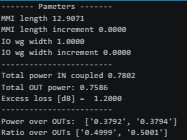 ------- Pameters -------
MMI length 12.9071
MMI length increment 0.0000
IO wg width 1.0000
IO wg width increment 0.0000
------------------------
Total power IN coupled 0.7802
Total OUT power: 0.7586
Excess loss [dB] =  1.2000
------------------------
Power over OUTs:  ['0.3792', '0.3794']
Ratio over OUTs ['0.4999', '0.5001']